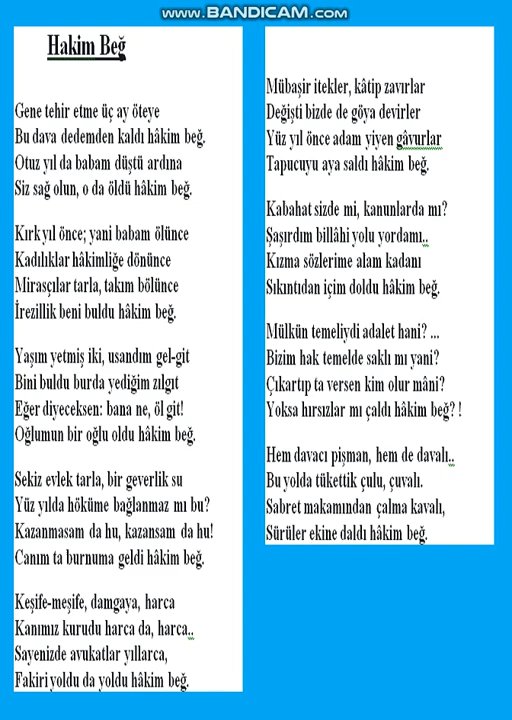 www.BANDICAM.com
Hakim Beğ
Gene tehir etme üç ay öteye
Bu dava dedemden kaldı hâkim beğ.
Otuz yıl da babam düştü ardına
Siz sağ olun, o da öldü hâkim beğ.
Kırk yıl önce; yani babam ölünce
Kadılıklar hâkimliğe dönünce
Mirasçılar tarla, takım bölünce
İrezillik beni buldu hâkim beğ.
Yaşım yetmiş iki, usandım gel-git
Bini buldu burda yediğim zılgıt
Eğer diyeceksen: bana ne, öl git!
Oğlumun bir oğlu oldu hâkim beğ.
Sekiz evlek tarla, bir geverlik su
Yüz yılda höküme bağlanmaz mı bu?
Kazanmasam da hu, kazansam da hu!
Canım ta burnuma geldi hâkim beğ.
Keşife-meşife, damgaya, harca
Kanımız kurudu harca da, harca..
Sayenizde avukatlar yıllarca,
Fakiri yoldu da yoldu hâkim beğ.
Mübaşir itekler, kâtip zavırlar
Değişti bizde de göya devirler
Yüz yıl önce adam yiyen gâvurlar
Tapucuyu aya saldı hâkim beğ.
Kabahat sizde mi, kanunlarda mı?
Şaşırdım billâhi yolu yordamı..
Kızma sözlerime alam kadanı
Sıkıntıdan içim doldu hâkim beğ.
Mülkün temeliydi adalet hani? ...
Bizim hak temelde saklı mı yani?
Çıkartıp ta versen kim olur mâni?
Yoksa hırsızlar mı çaldı hâkim beğ? !
Hem davacı pişman, hem de davalı..
Bu yolda tükettik çulu, çuvalı.
Sabret makamından çalma kavalı,
Sürüler ekine daldı hâkim beğ.